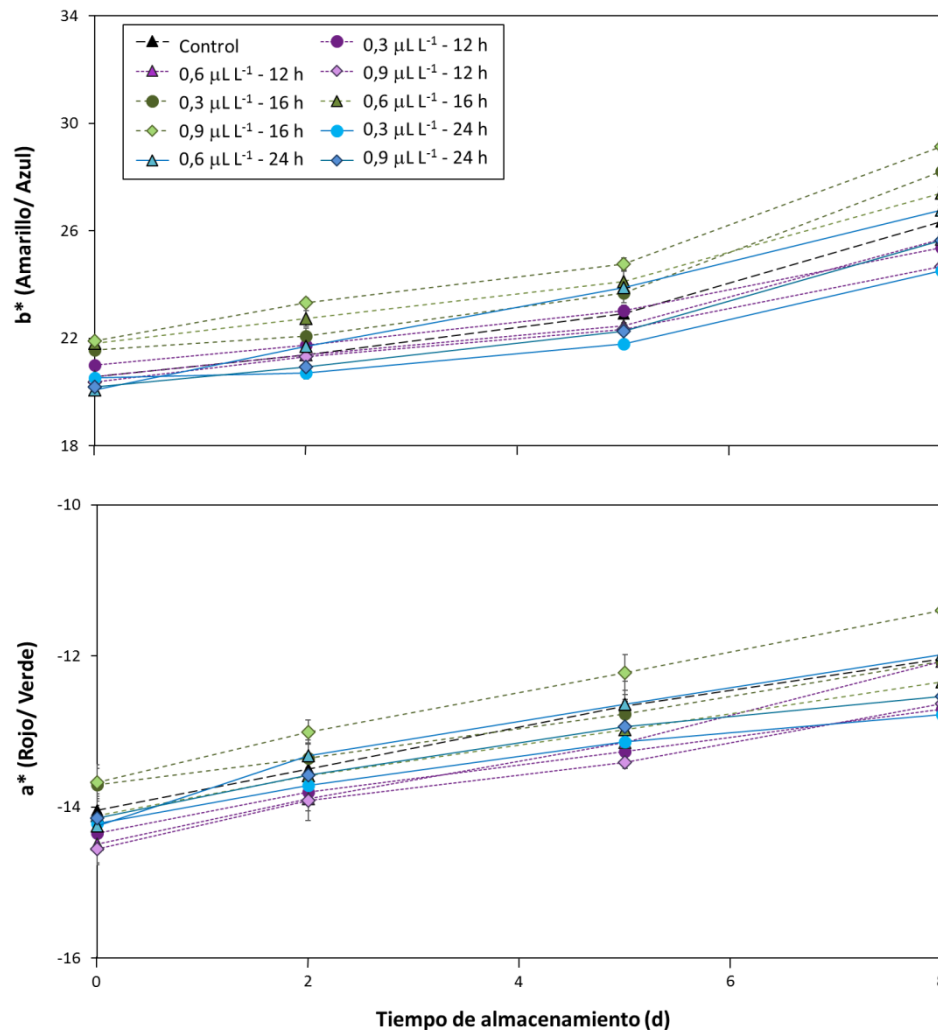 34
30
26
22
18
b* (Amarillo/ Azul)
Control
0,3 μL L⁻¹ - 12 h
0,6 μL L⁻¹ - 12 h
0,9 μL L⁻¹ - 12 h
0,3 μL L⁻¹ - 16 h
0,6 μL L⁻¹ - 16 h
0,9 μL L⁻¹ - 16 h
0,3 μL L⁻¹ - 24 h
0,6 μL L⁻¹ - 24 h
0,9 μL L⁻¹ - 24 h
-10
-12
-14
-16
a* (Rojo/ Verde)
0
2
4
6
Tiempo de almacenamiento (d)